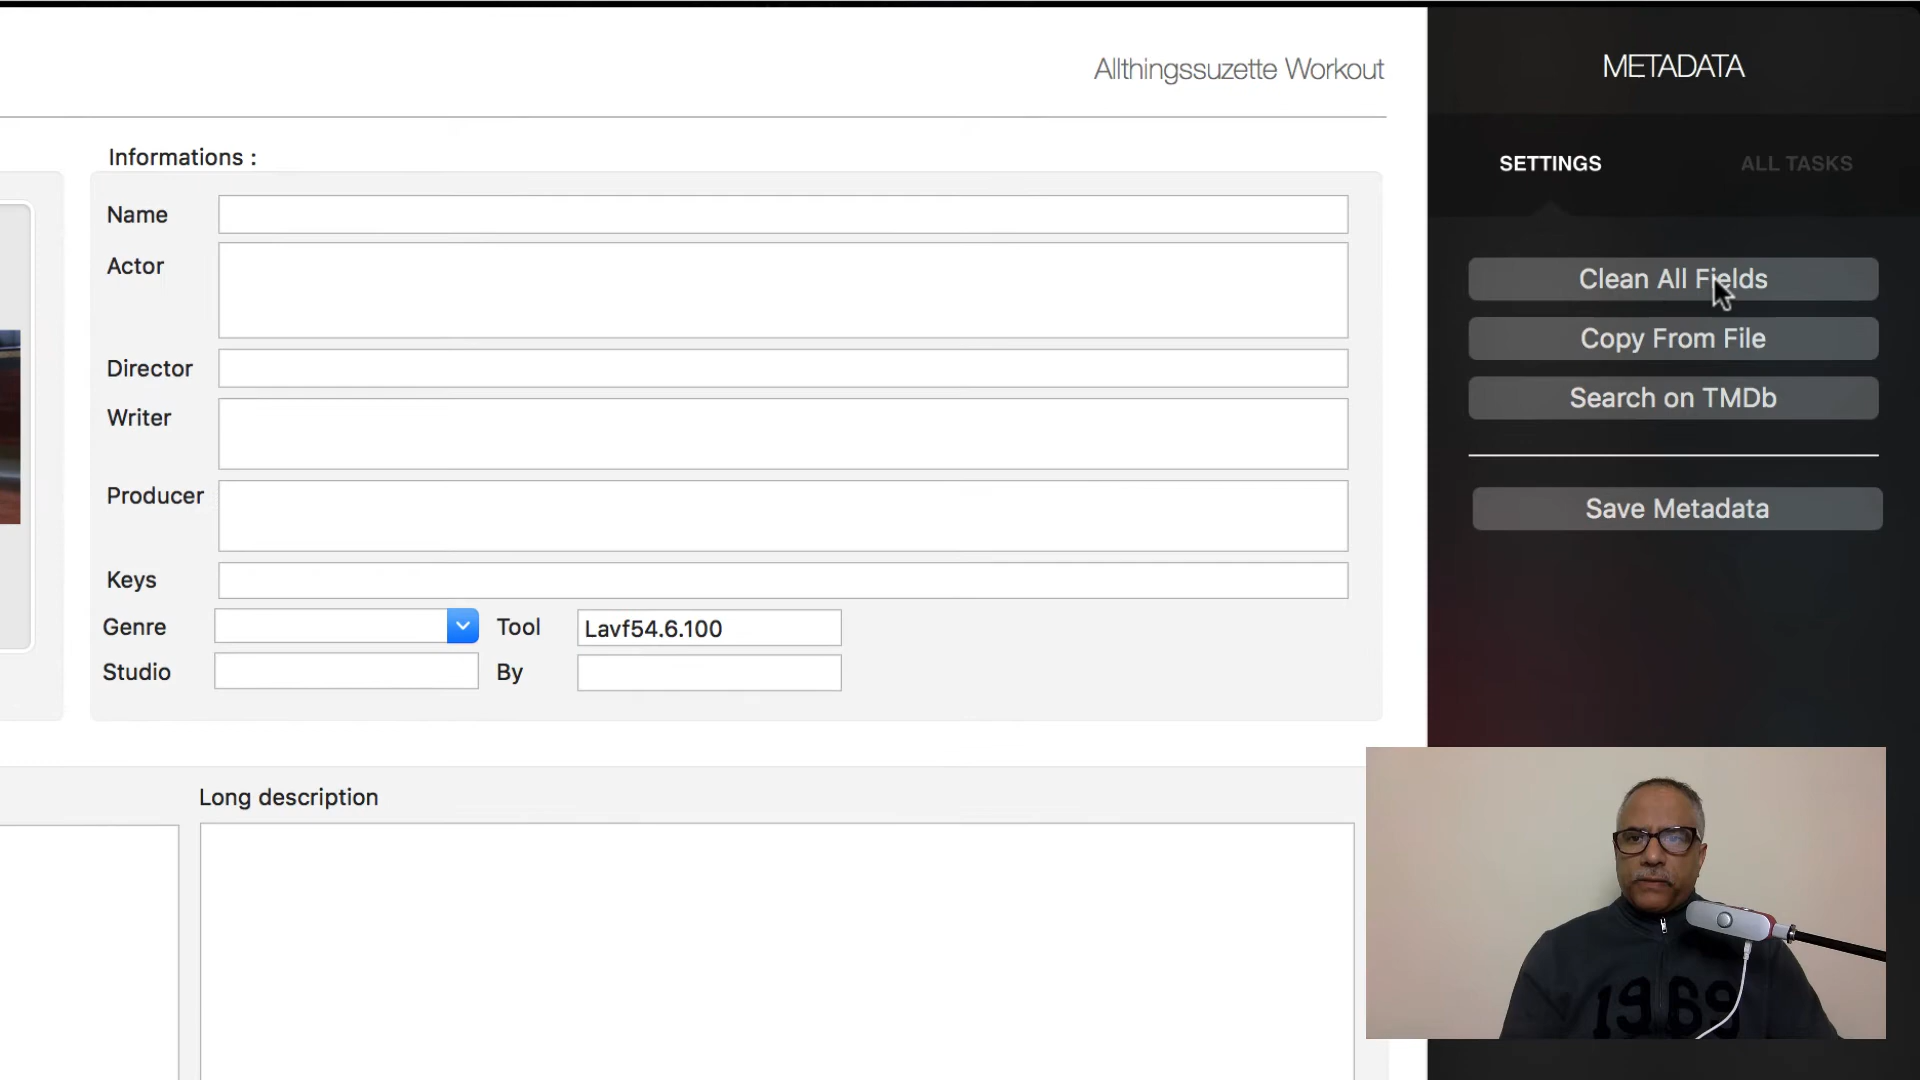 Allthingssuzette Workout
METADATA
SETTINGS
ALL TASKS
Informations :
Name
Actor
Director
Writer
Producer
Keys
Genre
Tool
Lavf54.6.100
Studio
By
Clean All Fields
Copy From File
Search on TMDb
Save Metadata
Long description
1969